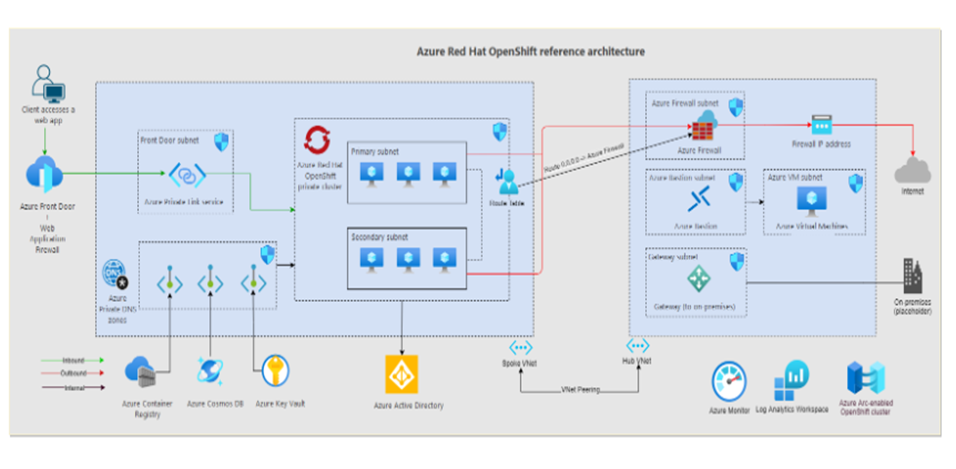 Azure Red Hat OpenShift reference architecture
Client accesses a
web app
Azure Front Door
+
Web
Application
Firewall
Front Door subnet
Azure Private Link service
Azure Red Hat
OpenShift
private cluster
Primary subnet
Secondary subnet
Route Table
Route 0.0.0.0 -> Azure Firewall
Azure Firewall subnet
Azure Firewall
Firewall IP address
Internet
Azure Bastion subnet
Azure Bastion
Azure VM subnet
Azure Virtual Machines
Gateway subnet
Gateway (to on premises)
On-premises
(placeholder)
Azure
Private DNS
zones
Inbound
Outbound
Internal
Azure Container
Registry
Azure Cosmos DB
Azure Key Vault
Azure Active Directory
Spoke VNet
Hub VNet
VNet Peering
Azure Monitor
Log Analytics Workspace
Azure Arc-enabled
OpenShift cluster